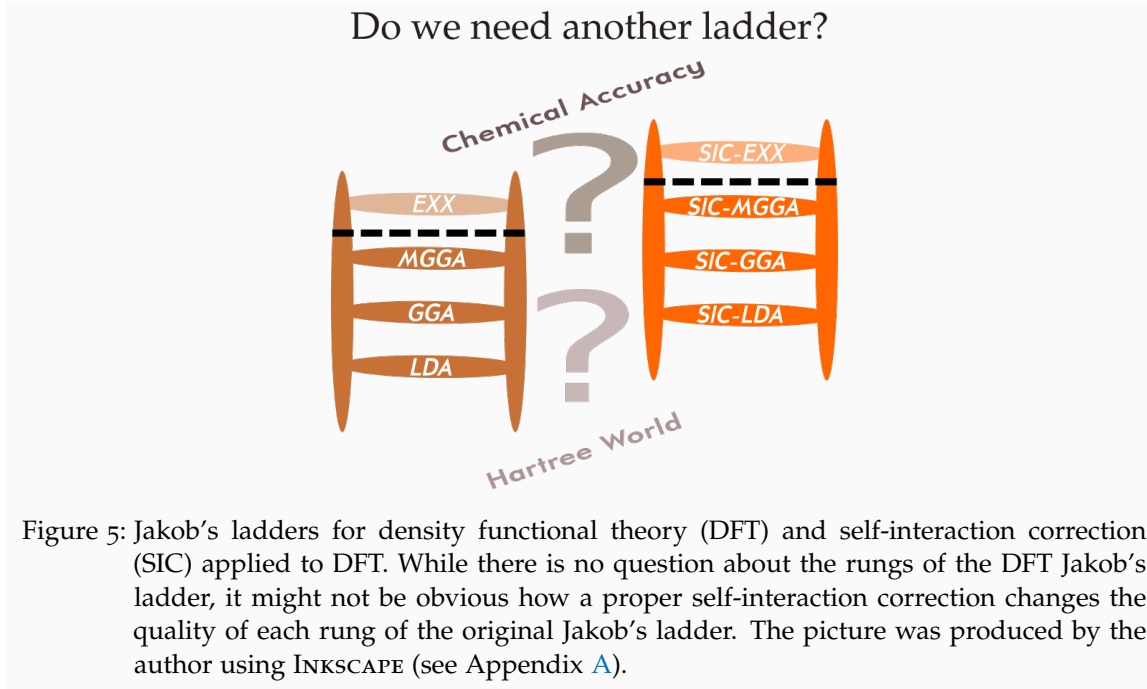 Do we need another ladder?
Chemical Accuracy
?
SIC-EXX
EXX
SIC-MGGA
MGGA
SIC-GGA
GGA
SIC-LDA
?
LDA
Hartree World
Figure 5: Jakob's ladders for density functional theory (DFT) and self-interaction correction
(SIC) applied to DFT. While there is no question about the rungs of the DFT Jakob's
ladder, it might not be obvious how a proper self-interaction correction changes the
quality of each rung of the original Jakob's ladder. The picture was produced by the
author using INKSCAPE (see Appendix A).